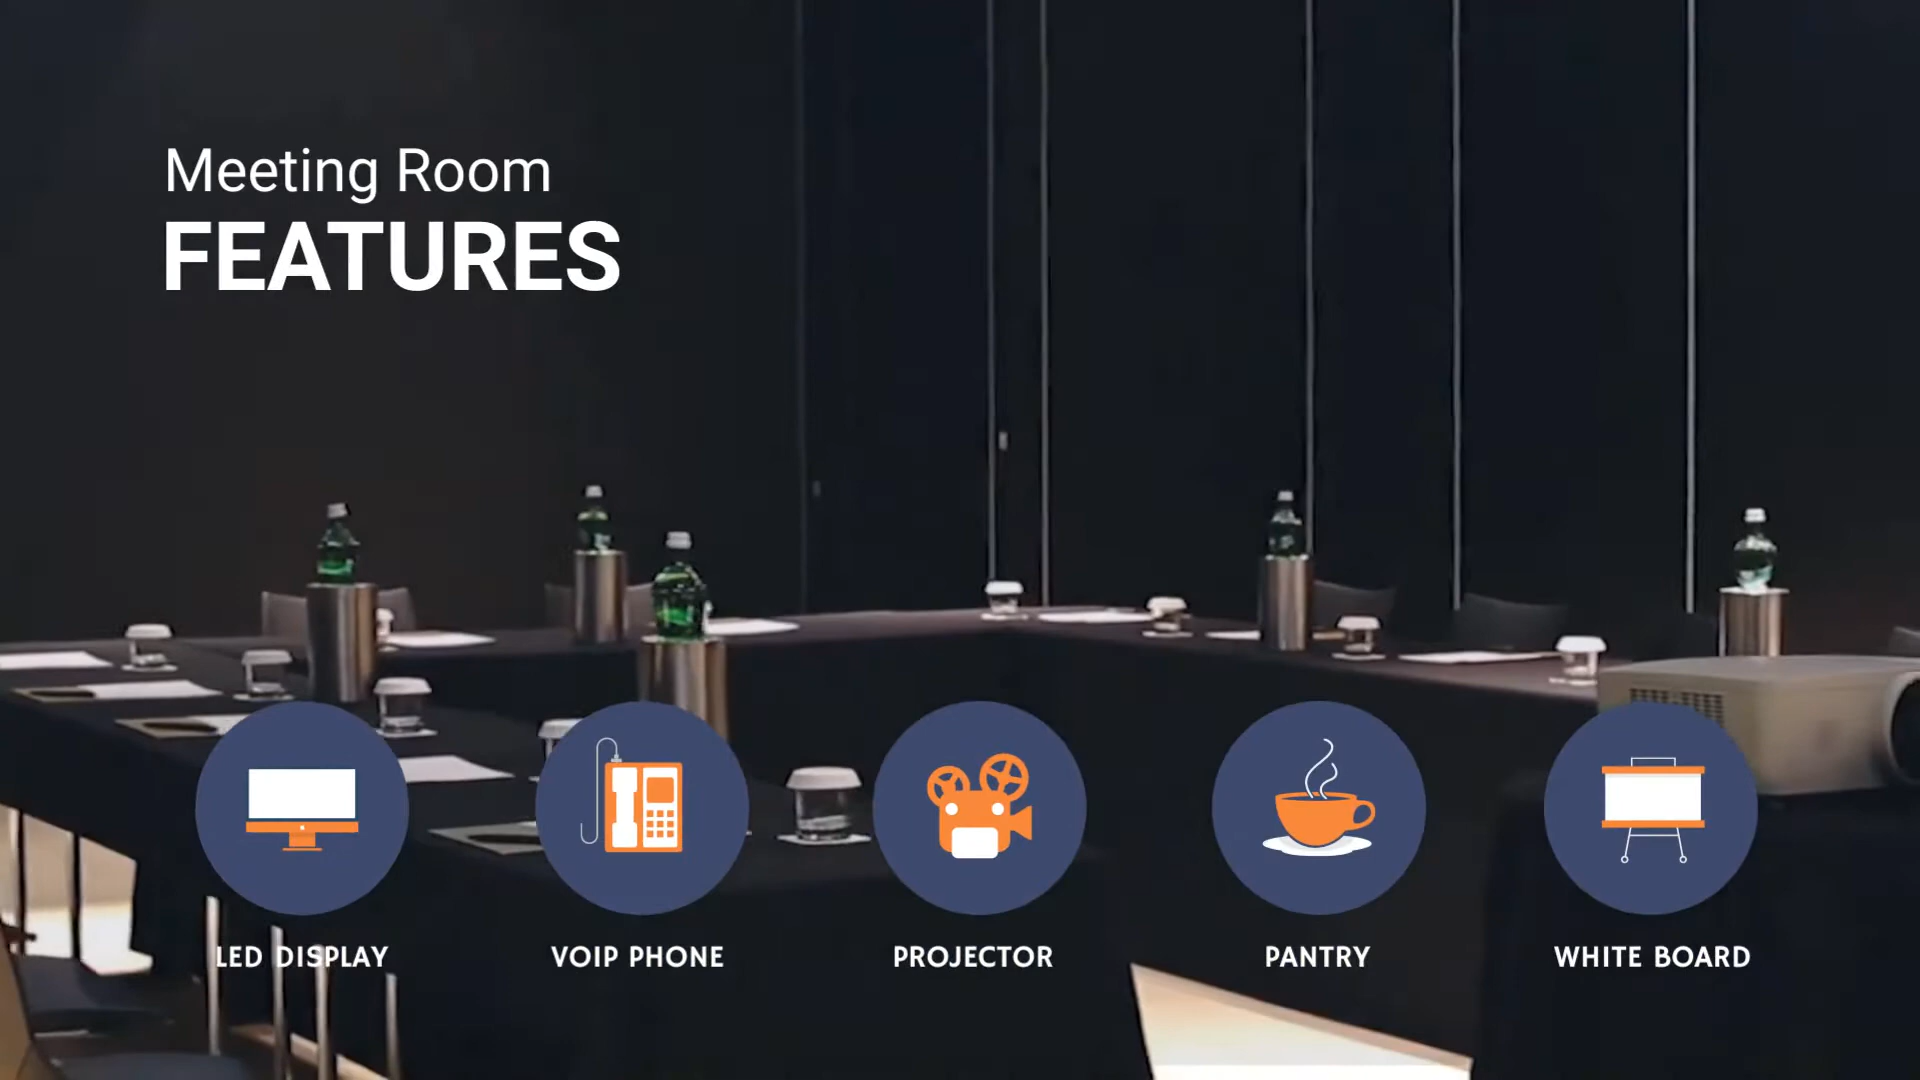 Meeting Room
FEATURES
LED DISPLAY
VOIP PHONE
PROJECTOR
PANTRY
WHITE BOARD